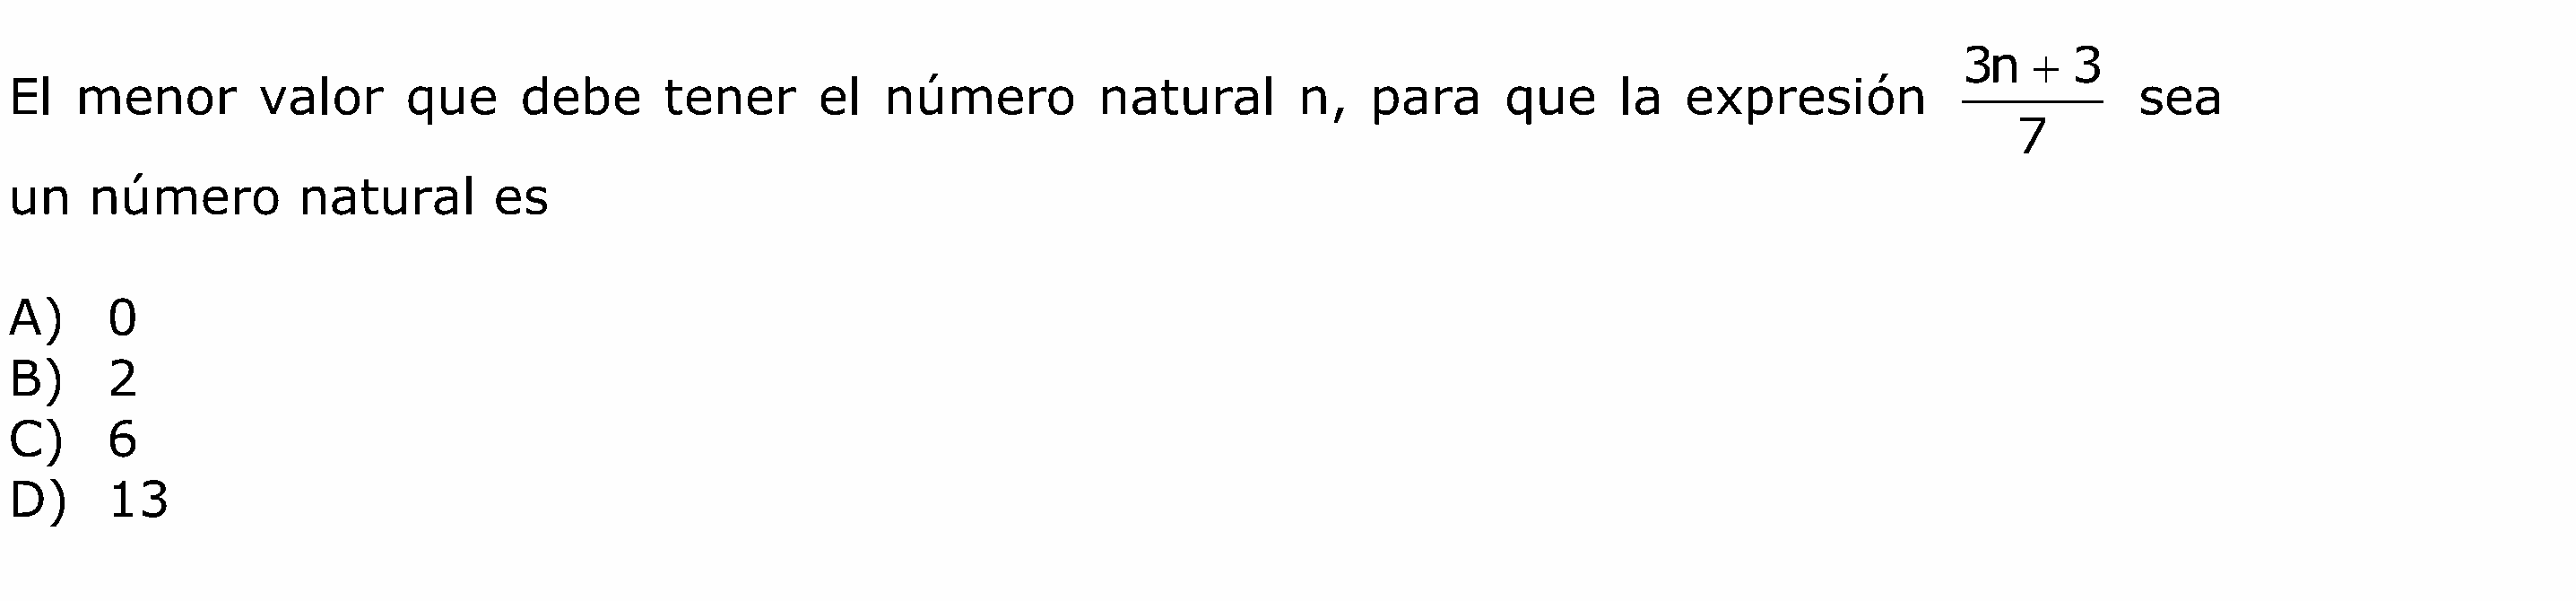 El menor valor que debe tener el número natural n, para que la expresión (3n + 3)/7 sea
un número natural es
A) 0
B) 2
C) 6
D) 13